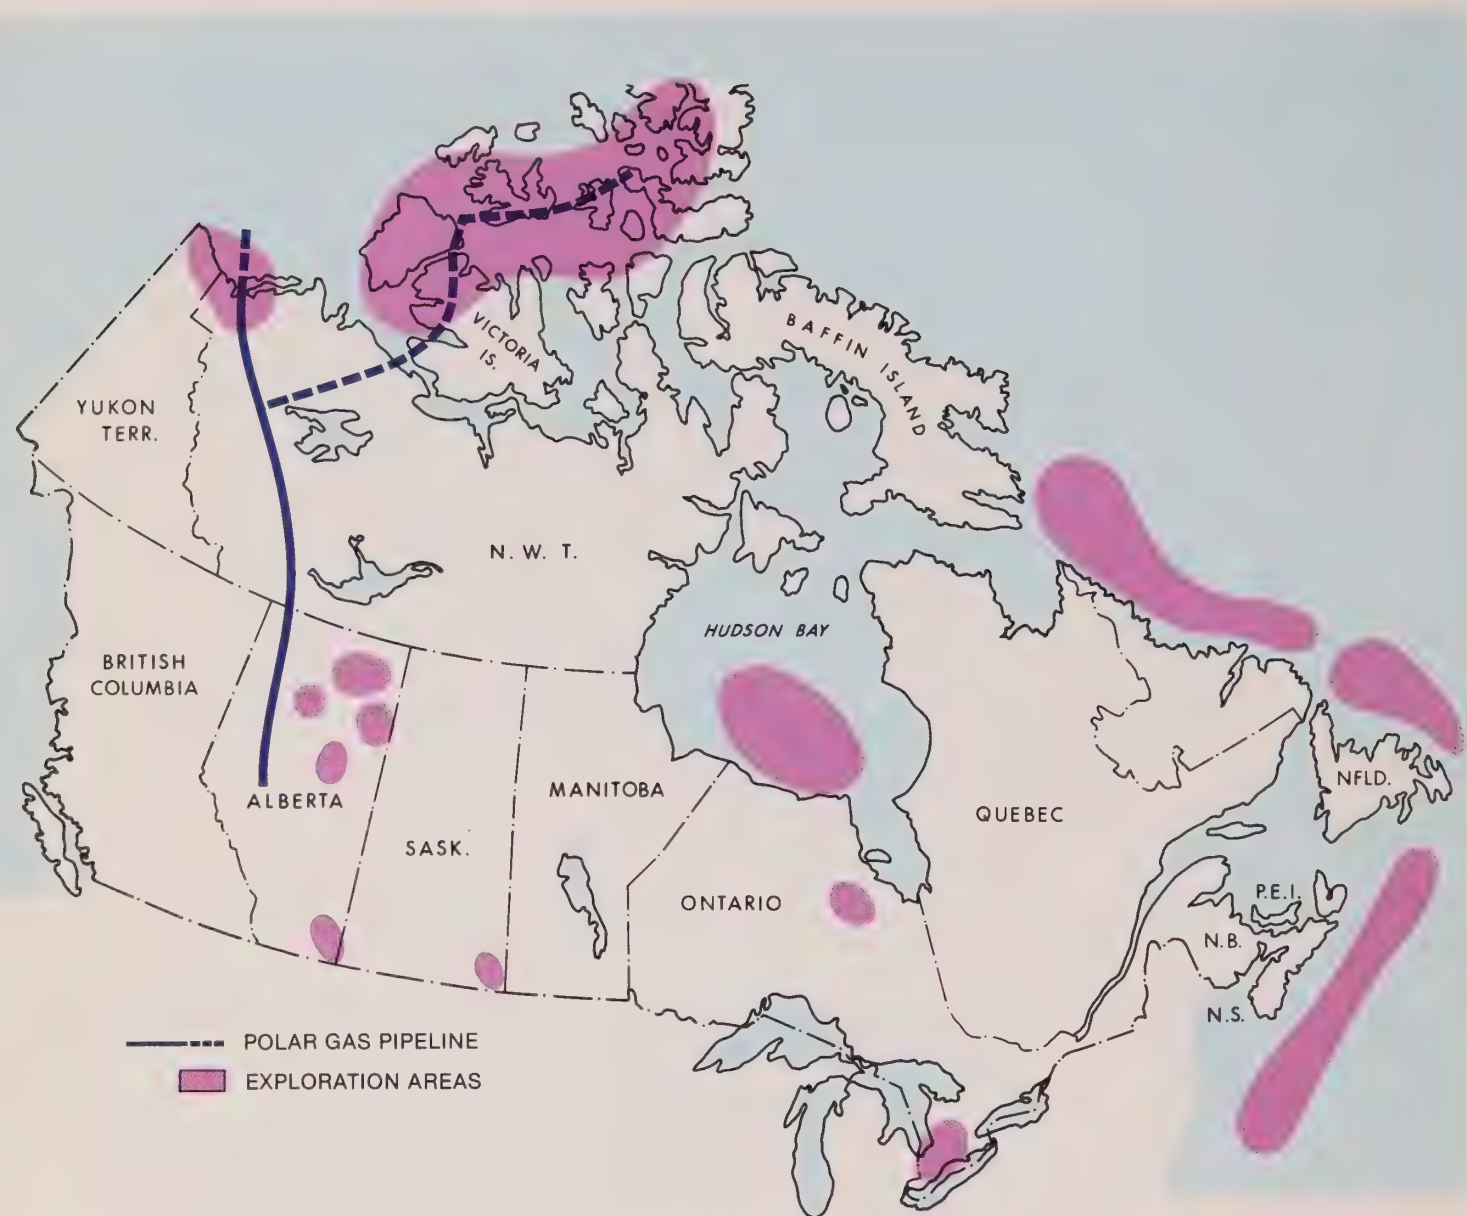 VICTORIA
IS.
BAFFIN ISLAND
YUKON
TERR.
N. W. T.
HUDSON BAY
BRITISH
COLUMBIA
ALBERTA
SASK.
MANITOBA
ONTARIO
QUEBEC
NFLD.
P.E.I.
N.B.
N.S.
POLAR GAS PIPELINE
EXPLORATION AREAS